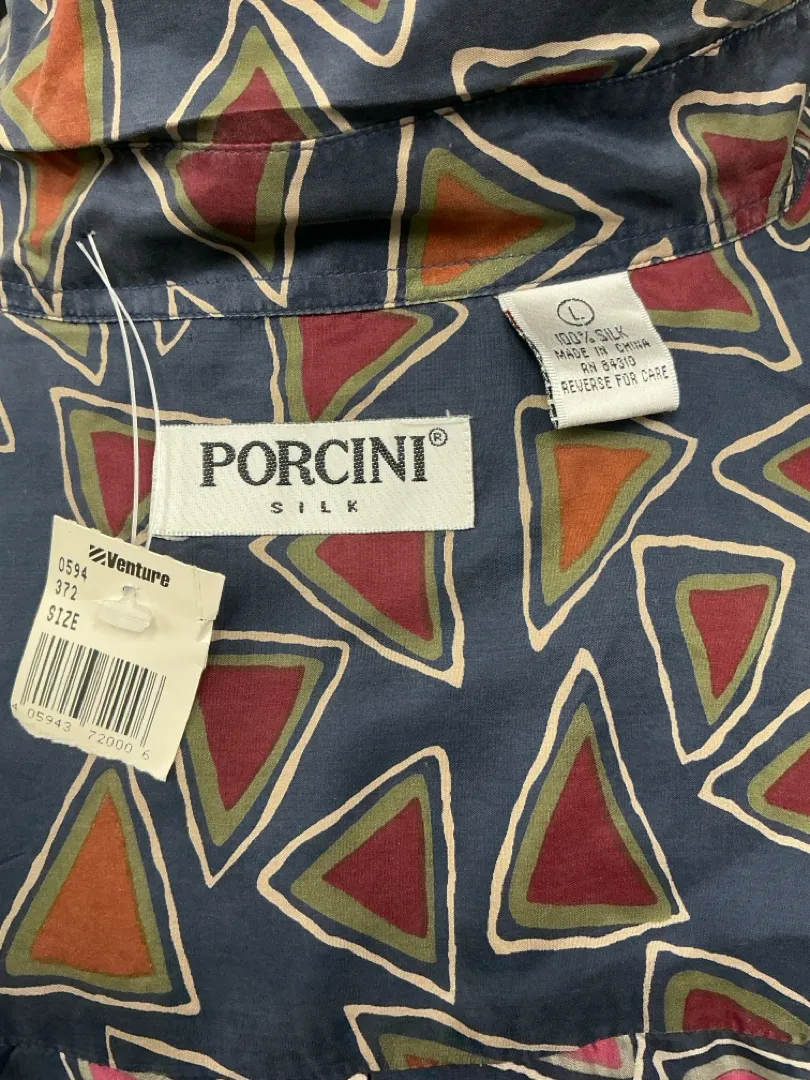 L
100% SILK
MADE IN CHINA
RN 84310
REVERSE FOR CARE
PORCINI®
SILK
Venture
0594
372
SIZE
4 05943 72000 6